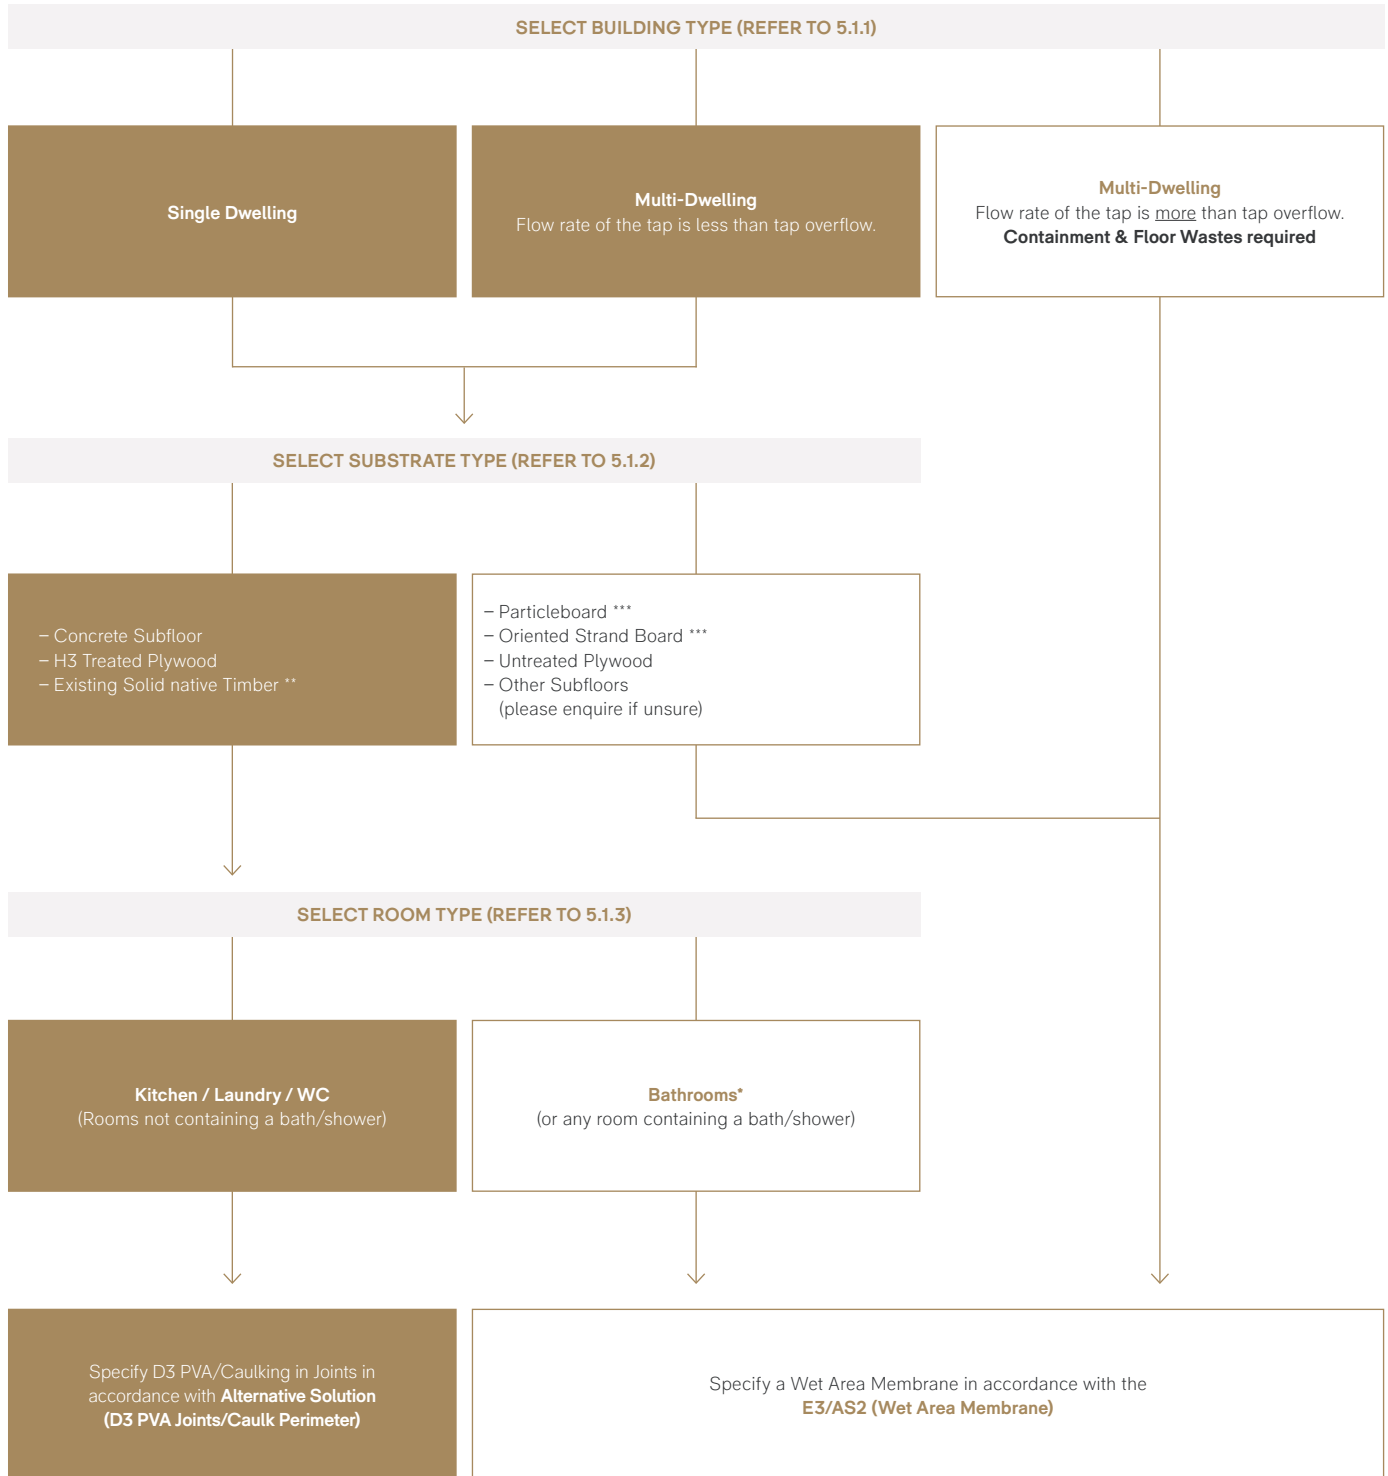 SELECT BUILDING TYPE (REFER TO 5.1.1)
Single Dwelling
Multi-Dwelling
Flow rate of the tap is less than tap overflow.
Multi-Dwelling
Flow rate of the tap is more than tap overflow.
Containment & Floor Wastes required
SELECT SUBSTRATE TYPE (REFER TO 5.1.2)
– Concrete Subfloor
– H3 Treated Plywood
– Existing Solid native Timber **
– Particleboard ***
– Oriented Strand Board ***
– Untreated Plywood
– Other Subfloors
(please enquire if unsure)
SELECT ROOM TYPE (REFER TO 5.1.3)
Kitchen / Laundry / WC
(Rooms not containing a bath/shower)
Bathrooms*
(or any room containing a bath/shower)
Specify D3 PVA/Caulking in Joints in
accordance with Alternative Solution
(D3 PVA Joints/Caulk Perimeter)
Specify a Wet Area Membrane in accordance with the
E3/AS2 (Wet Area Membrane)